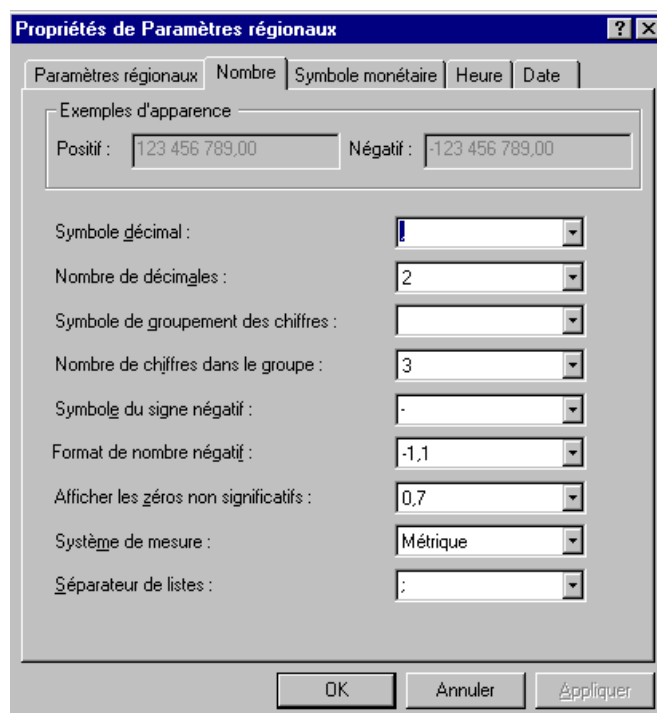 Propriétés de Paramètres régionaux
Paramètres régionaux Nombre Symbole monétaire Heure Date
Exemples d'apparence
Positif : 123 456 789,00 Négatif : -123 456 789,00
Symbole décimal : ,
Nombre de décimales : 2
Symbole de groupement des chiffres :
Nombre de chiffres dans le groupe : 3
Symbole du signe négatif : -
Format de nombre négatif : -1,1
Afficher les zéros non significatifs : 0,7
Système de mesure : Métrique
Séparateur de listes : ;
OK Annuler Appliquer